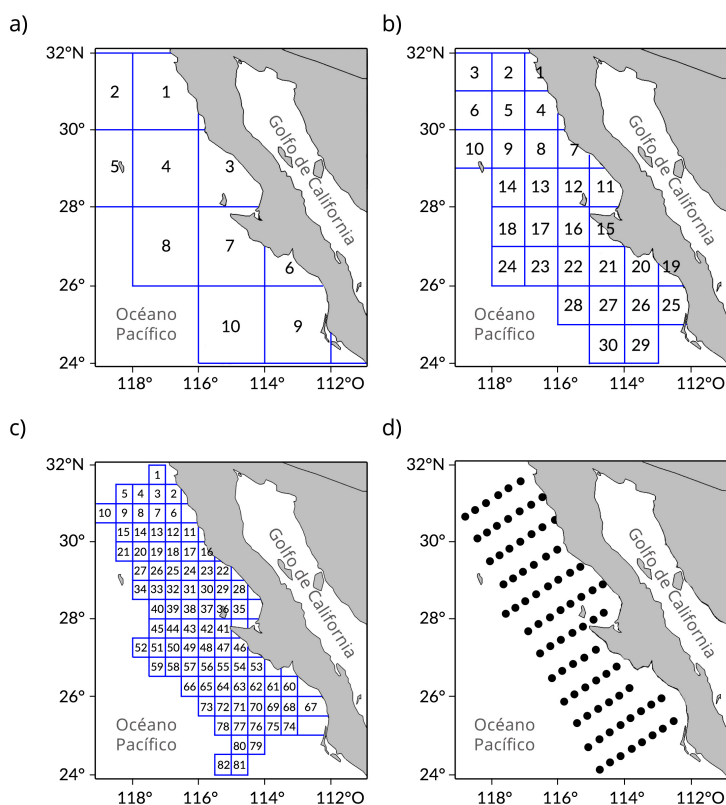 a)
32°N
30°
28°
26°
24°
118°
116°
114°
112°O
2 1
5 4 3
8 7
6
10 9
Golfo de California
Océano
Pacífico
b)
32°N
30°
28°
26°
24°
118°
116°
114°
112°
3 2 1
6 5 4
10 9 8 7
14 13 12 11
18 17 16 15
24 23 22 21 20 19
28 27 26 25
30 29
Golfo de California
Océano
Pacífico
c)
32°N
30°
28°
26°
24°
118°
116°
114°
112°O
1
5 4 3 2
10 9 8 7 6
15 14 13 12 11
21 20 19 18 17 16
27 26 25 24 23 22
34 33 32 31 30 29 28
40 39 38 37 36 35
45 44 43 42 41
52 51 50 49 48 47 46
59 58 57 56 55 54 53
66 65 64 63 62 61 60
73 72 71 70 69 68 67
78 77 76 75 74
80 79
82 81
Golfo de California
Océano
Pacífico
d)
32°N
30°
28°
26°
24°
118°
116°
114°
112°
Golfo de California
Océano
Pacífico